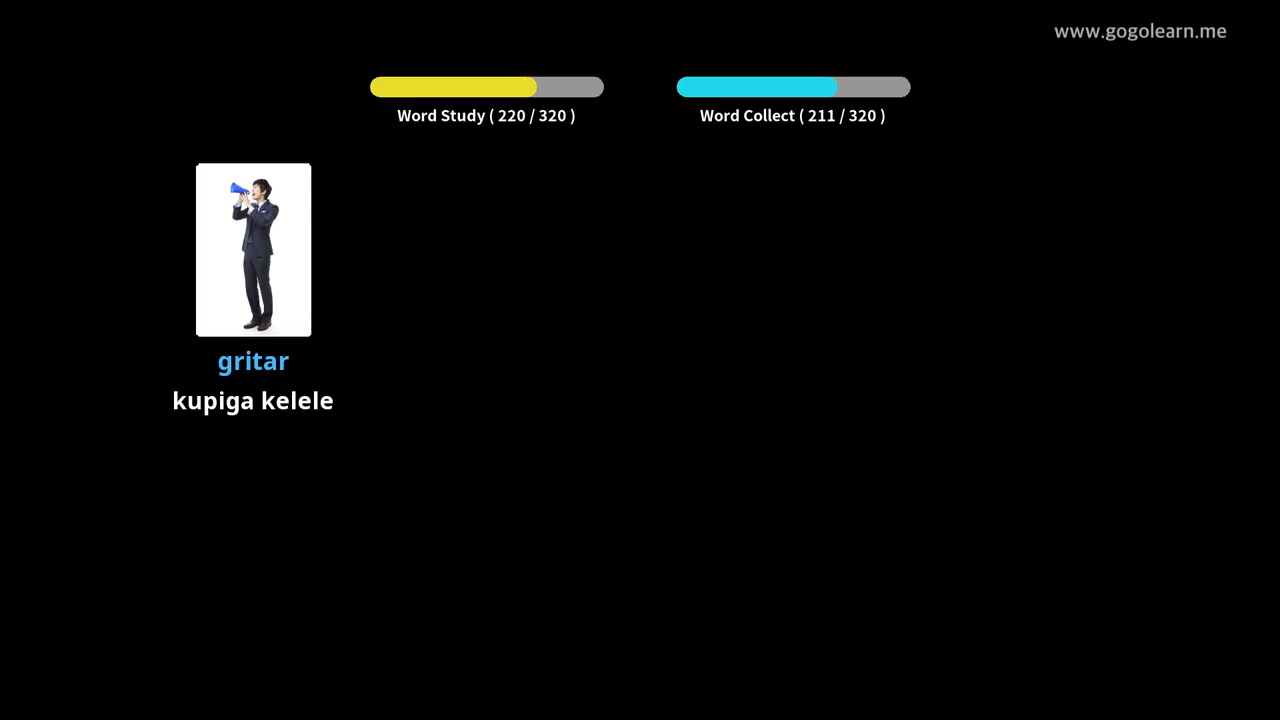 www.gogolearn.me
Word Study ( 220 / 320 )
Word Collect ( 211 / 320 )
gritar
kupiga kelele